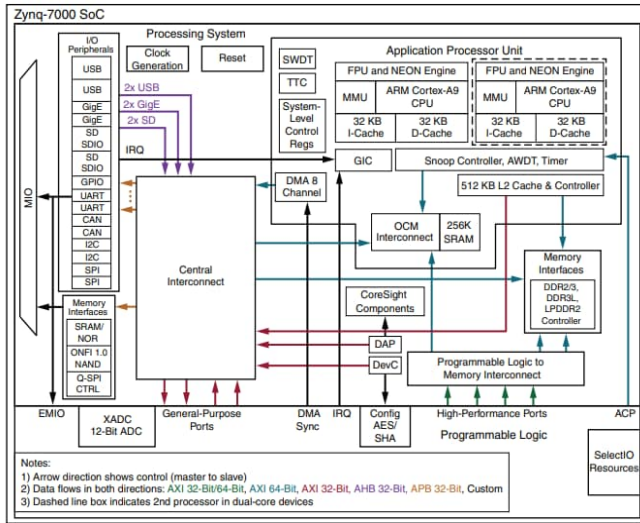 Zynq-7000 SoC
Processing System
I/O
Peripherals
USB
USB
GigE
GigE
SD
SDIO
SD
SDIO
GPIO
UART
UART
CAN
CAN
I2C
I2C
SPI
SPI
MIO
2x USB
2x GigE
2x SD
IRQ
Clock
Generation
Reset
SWDT
TTC
System-
Level
Control
Regs
Application Processor Unit
FPU and NEON Engine
MMU
ARM Cortex-A9
CPU
32 KB
I-Cache
32 KB
D-Cache
FPU and NEON Engine
MMU
ARM Cortex-A9
CPU
32 KB
I-Cache
32 KB
D-Cache
GIC
Snoop Controller, AWDT, Timer
DMA 8
Channel
512 KB L2 Cache & Controller
OCM
Interconnect
256K
SRAM
Central
Interconnect
Memory
Interfaces
DDR2/3,
DDR3L,
LPDDR2
Controller
Memory
Interfaces
SRAM/
NOR
ONFI 1.0
NAND
Q-SPI
CTRL
CoreSight
Components
DAP
DevC
Programmable Logic to
Memory Interconnect
EMIO
XADC
12-Bit ADC
General-Purpose
Ports
DMA
Sync
IRQ
Config
AES/
SHA
High-Performance Ports
ACP
Programmable Logic
SelectIO
Resources
Notes:
1) Arrow direction shows control (master to slave)
2) Data flows in both directions: AXI 32-Bit/64-Bit, AXI 64-Bit, AXI 32-Bit, AHB 32-Bit, APB 32-Bit, Custom
3) Dashed line box indicates 2nd processor in dual-core devices